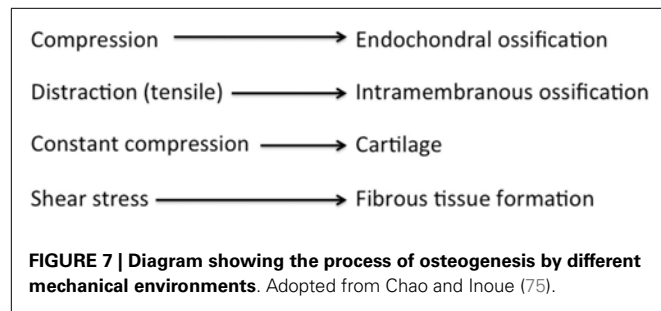 Compression → Endochondral ossification
Distraction (tensile) → Intramembranous ossification
Constant compression → Cartilage
Shear stress → Fibrous tissue formation
FIGURE 7 | Diagram showing the process of osteogenesis by different
mechanical environments. Adopted from Chao and Inoue (75).